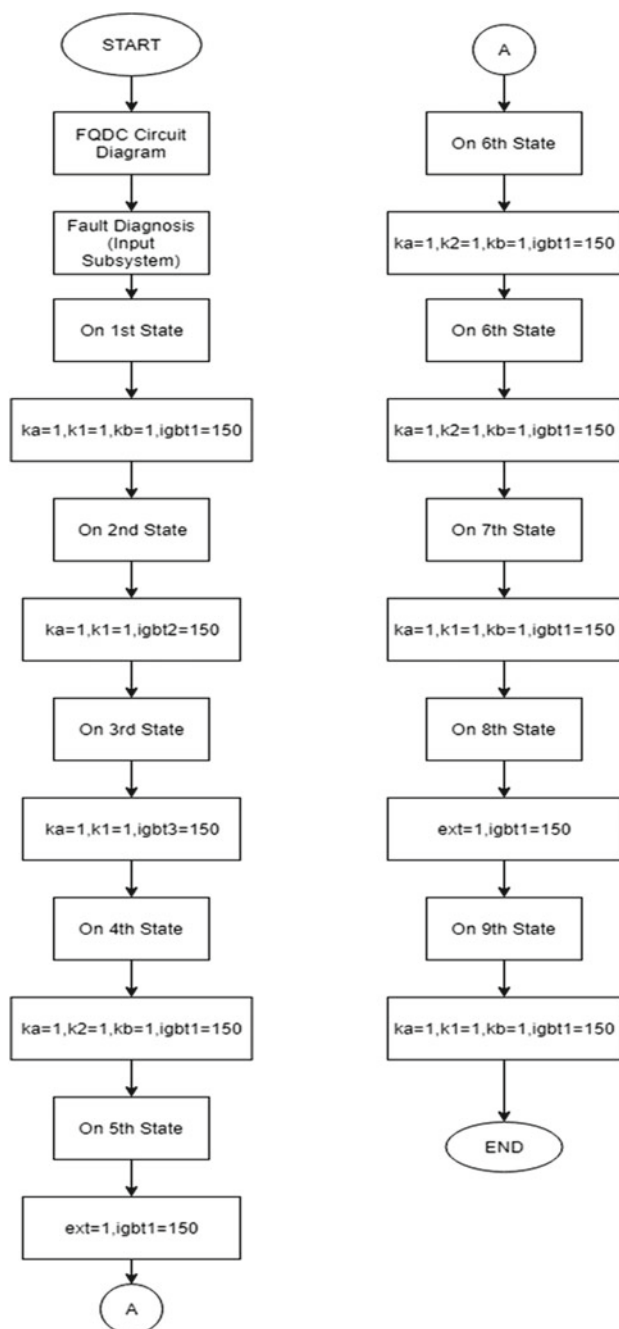 START
FQDC Circuit
Diagram
Fault Diagnosis
(Input
Subsystem)
On 1st State
ka=1,k1=1,kb=1,igbt1=150
On 2nd State
ka=1,k1=1,igbt2=150
On 3rd State
ka=1,k1=1,igbt3=150
On 4th State
ka=1,k2=1,kb=1,igbt1=150
On 5th State
ext=1,igbt1=150
A
A
On 6th State
ka=1,k2=1,kb=1,igbt1=150
On 6th State
ka=1,k2=1,kb=1,igbt1=150
On 7th State
ka=1,k1=1,kb=1,igbt1=150
On 8th State
ext=1,igbt1=150
On 9th State
ka=1,k1=1,kb=1,igbt1=150
END